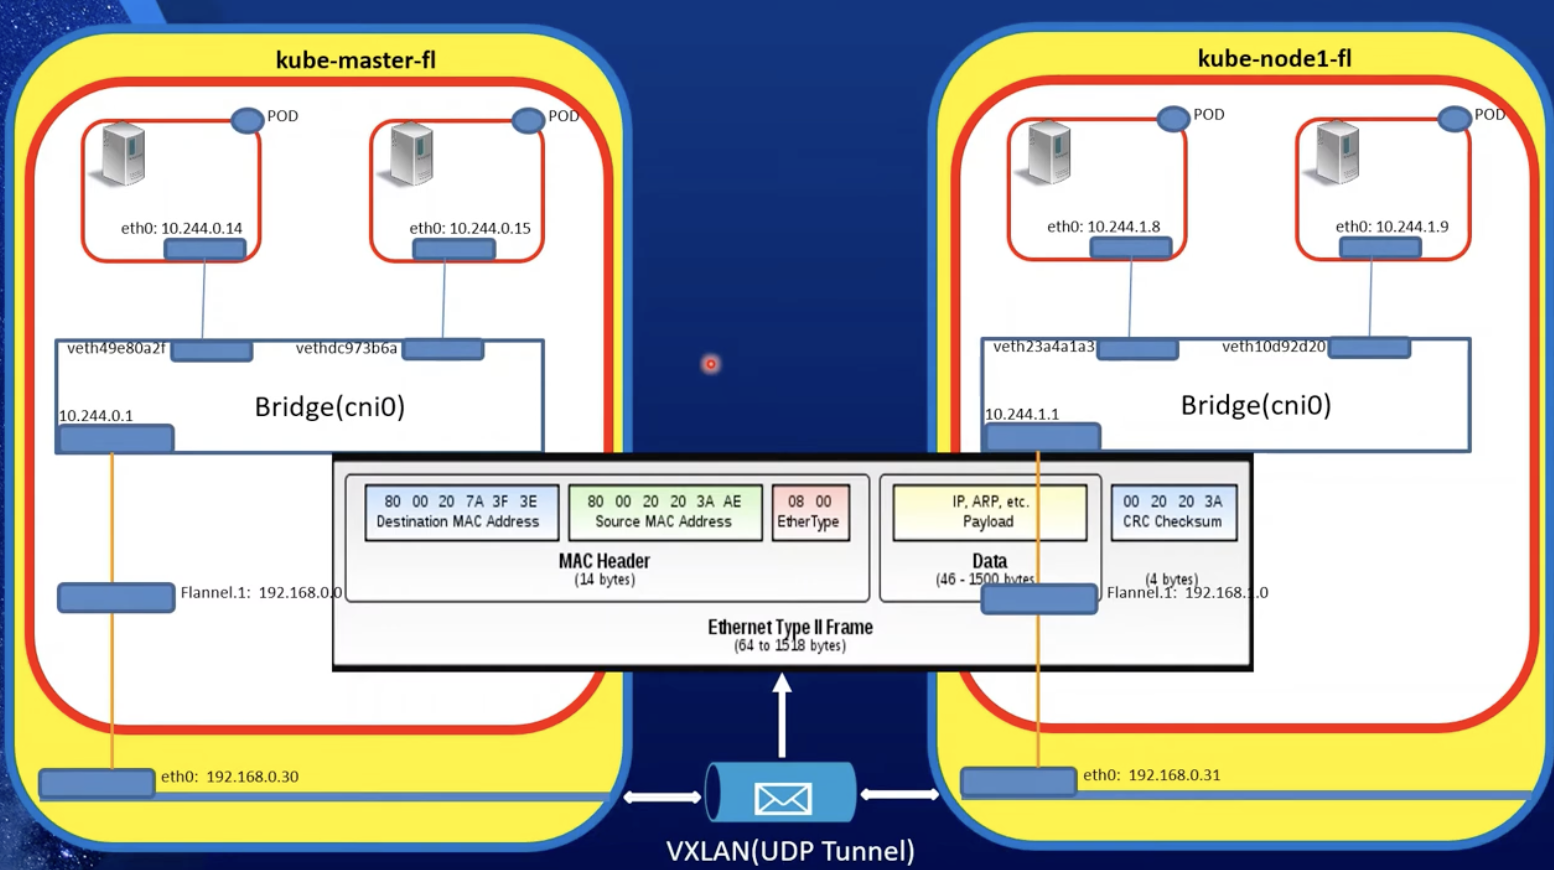 kube-master-fl
kube-node1-fl
POD
POD
POD
POD
eth0: 10.244.0.14
eth0: 10.244.0.15
eth0: 10.244.1.8
eth0: 10.244.1.9
veth49e80a2f
vethdc973b6a
veth23a4a1a3
veth10d92d20
Bridge(cni0)
Bridge(cni0)
10.244.0.1
10.244.1.1
80 00 20 7A 3F 3E
Destination MAC Address
80 00 20 20 3A AE
Source MAC Address
08 00
EtherType
IP, ARP, etc.
Payload
00 20 20 3A
CRC Checksum
MAC Header
(14 bytes)
Data
(46 - 1500 bytes
(4 bytes)
Flannel.1: 192.168.0.0
Flannel.1: 192.168.1.0
Ethernet Type II Frame
(64 to 1518 bytes)
eth0: 192.168.0.30
eth0: 192.168.0.31
VXLAN(UDP Tunnel)